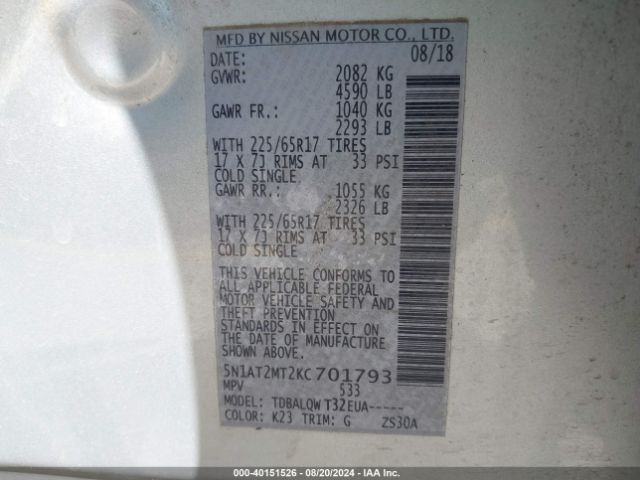 MFD BY NISSAN MOTOR CO., LTD.
DATE: 08/18
GVWR: 2082 KG
4590 LB
GAWR FR.: 1040 KG
2293 LB
WITH 225/65R17 TIRES
17 X 7J RIMS AT 33 PSI
COLD SINGLE.
GAWR RR.: 1055 KG
2326 LB
WITH 225/65R17 TIRES
17 X 7J RIMS AT 33 PSI
COLD SINGLE
THIS VEHICLE CONFORMS TO
ALL APPLICABLE FEDERAL
MOTOR VEHICLE SAFETY AND
THEFT PREVENTION
STANDARDS IN EFFECT ON
THE DATE OF MANUFACTURE
SHOWN ABOVE.
5N1AT2MT2KC701793
MPV 533
MODEL: TDBALQW T32EUA-----
COLOR: K23 TRIM: G ZS30A
000-40151526 - 08/20/2024 - IAA Inc.